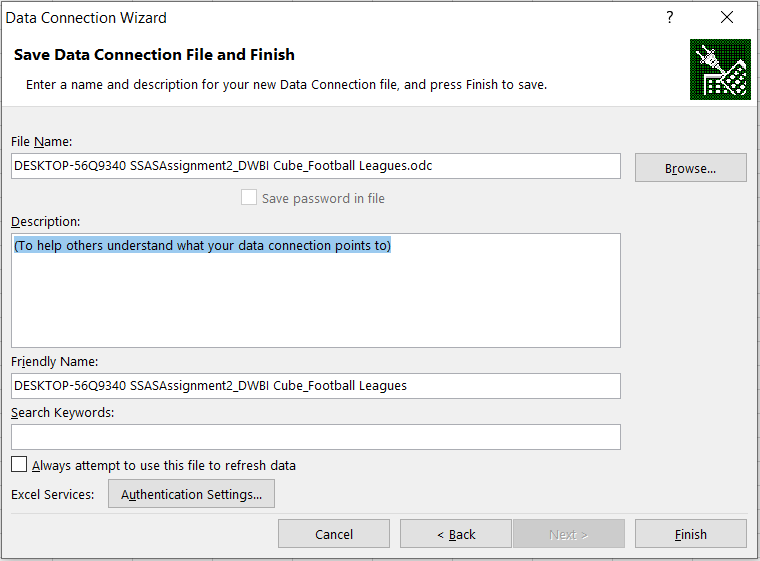 Data Connection Wizard ?
Save Data Connection File and Finish
Enter a name and description for your new Data Connection file, and press Finish to save.
File Name:
DESKTOP-56Q9340 SSASAssignment2_DWBI Cube_Football Leagues.odc
Browse...
Save password in file
Description:
(To help others understand what your data connection points to)
Friendly Name:
DESKTOP-56Q9340 SSASAssignment2_DWBI Cube_Football Leagues
Search Keywords:
Always attempt to use this file to refresh data
Excel Services: Authentication Settings...
Cancel < Back Next > Finish